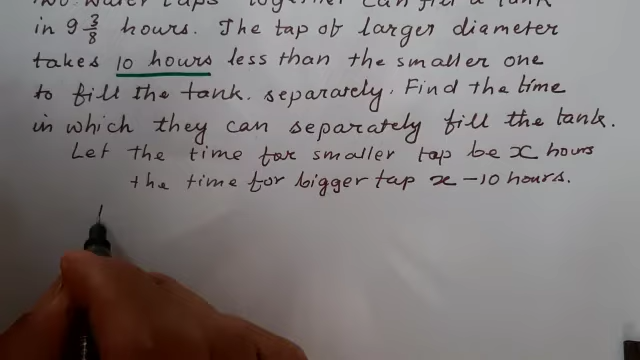 two water taps together can fill a tank
in 9 3/8 hours. The tap of larger diameter
takes 10 hours less than the smaller one
to fill the tank. separately. Find the time
in which they can separately fill the tank.
Let the time for smaller tap be x hours
the time for bigger tap x - 10 hours.